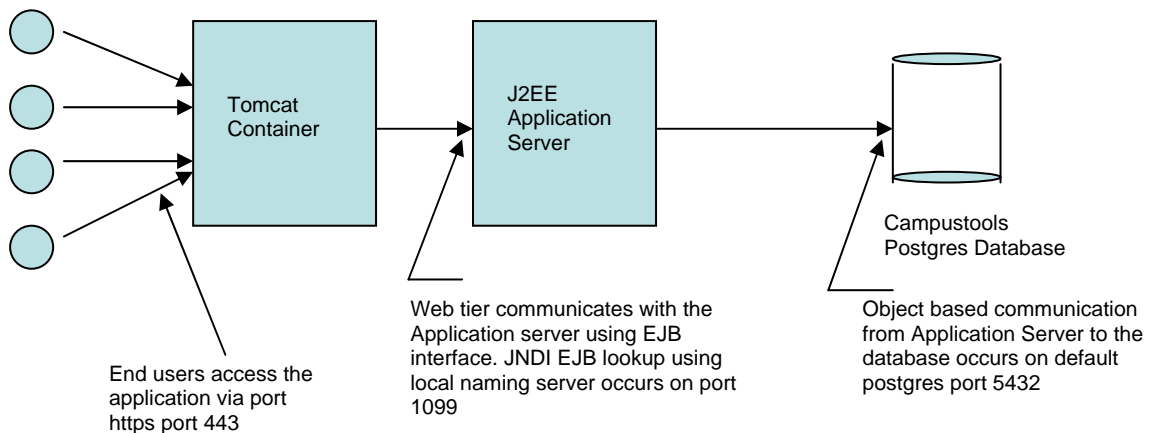 Tomcat
Container
J2EE
Application
Server
Campustools
Postgres Database
End users access the
application via port
https port 443
Web tier communicates with the
Application server using EJB
interface. JNDI EJB lookup using
local naming server occurs on port
1099
Object based communication
from Application Server to the
database occurs on default
postgres port 5432